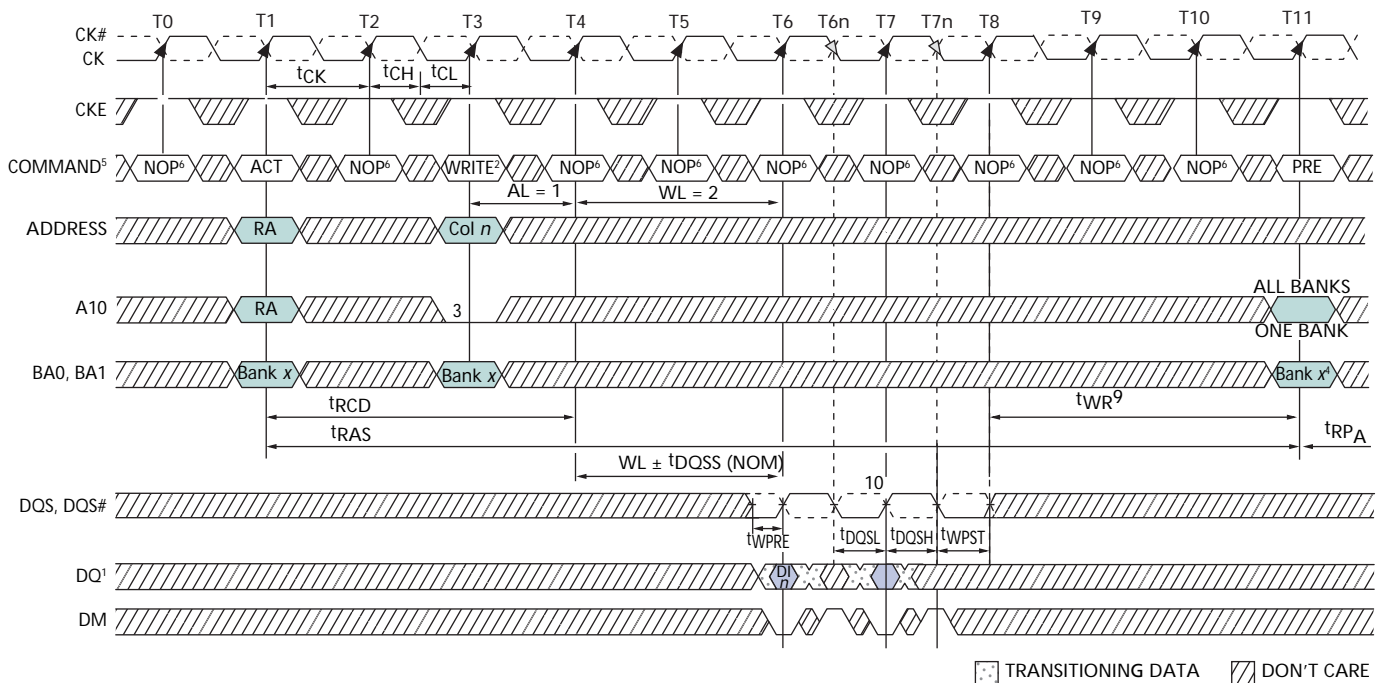 T0 T1 T2 T3 T4 T5 T6 T6n T7 T7n T8 T9 T10 T11
CK#
CK
tCK tCH tCL
CKE
COMMAND5 NOP6 ACT NOP6 WRITE2 NOP6 NOP6 NOP6 NOP6 NOP6 NOP6 NOP6 PRE
AL = 1 WL = 2
ADDRESS RA Col n
ALL BANKS
A10 RA 3
ONE BANK
BA0, BA1 Bank x Bank x Bank x4
tRCD tWR9
tRAS tRPA
WL ± tDQSS (NOM)
DQS, DQS# 10
tWPRE tDQSL tDQSH tWPST
DQ1 DI
n
DM
TRANSITIONING DATA DON'T CARE